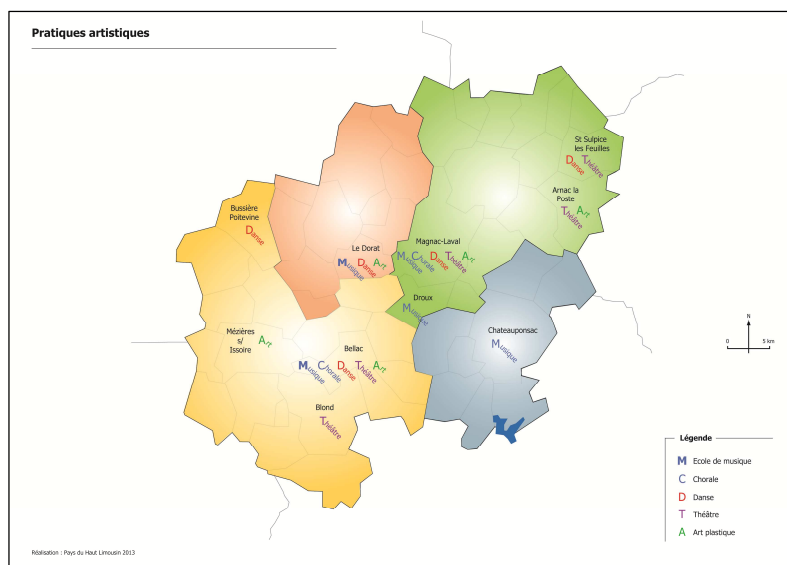 Pratiques artistiques
St Sulpice
les Feuilles
Danse Théâtre
Arnac la
Poste
Théâtre Art
Bussière
Poitevine
Danse
Le Dorat
Musique Danse Art
Magnac-Laval
Musique Chorale Danse Théâtre Art
Droux
Musique
Chateauponsac
Musique
Mézières
s/
Issoire
Art
Bellac
Musique Chorale Danse Théâtre Art
Blond
Théâtre
N
0 5 km
Légende
M Ecole de musique
C Chorale
D Danse
T Théâtre
A Art plastique
Réalisation : Pays du Haut Limousin 2013